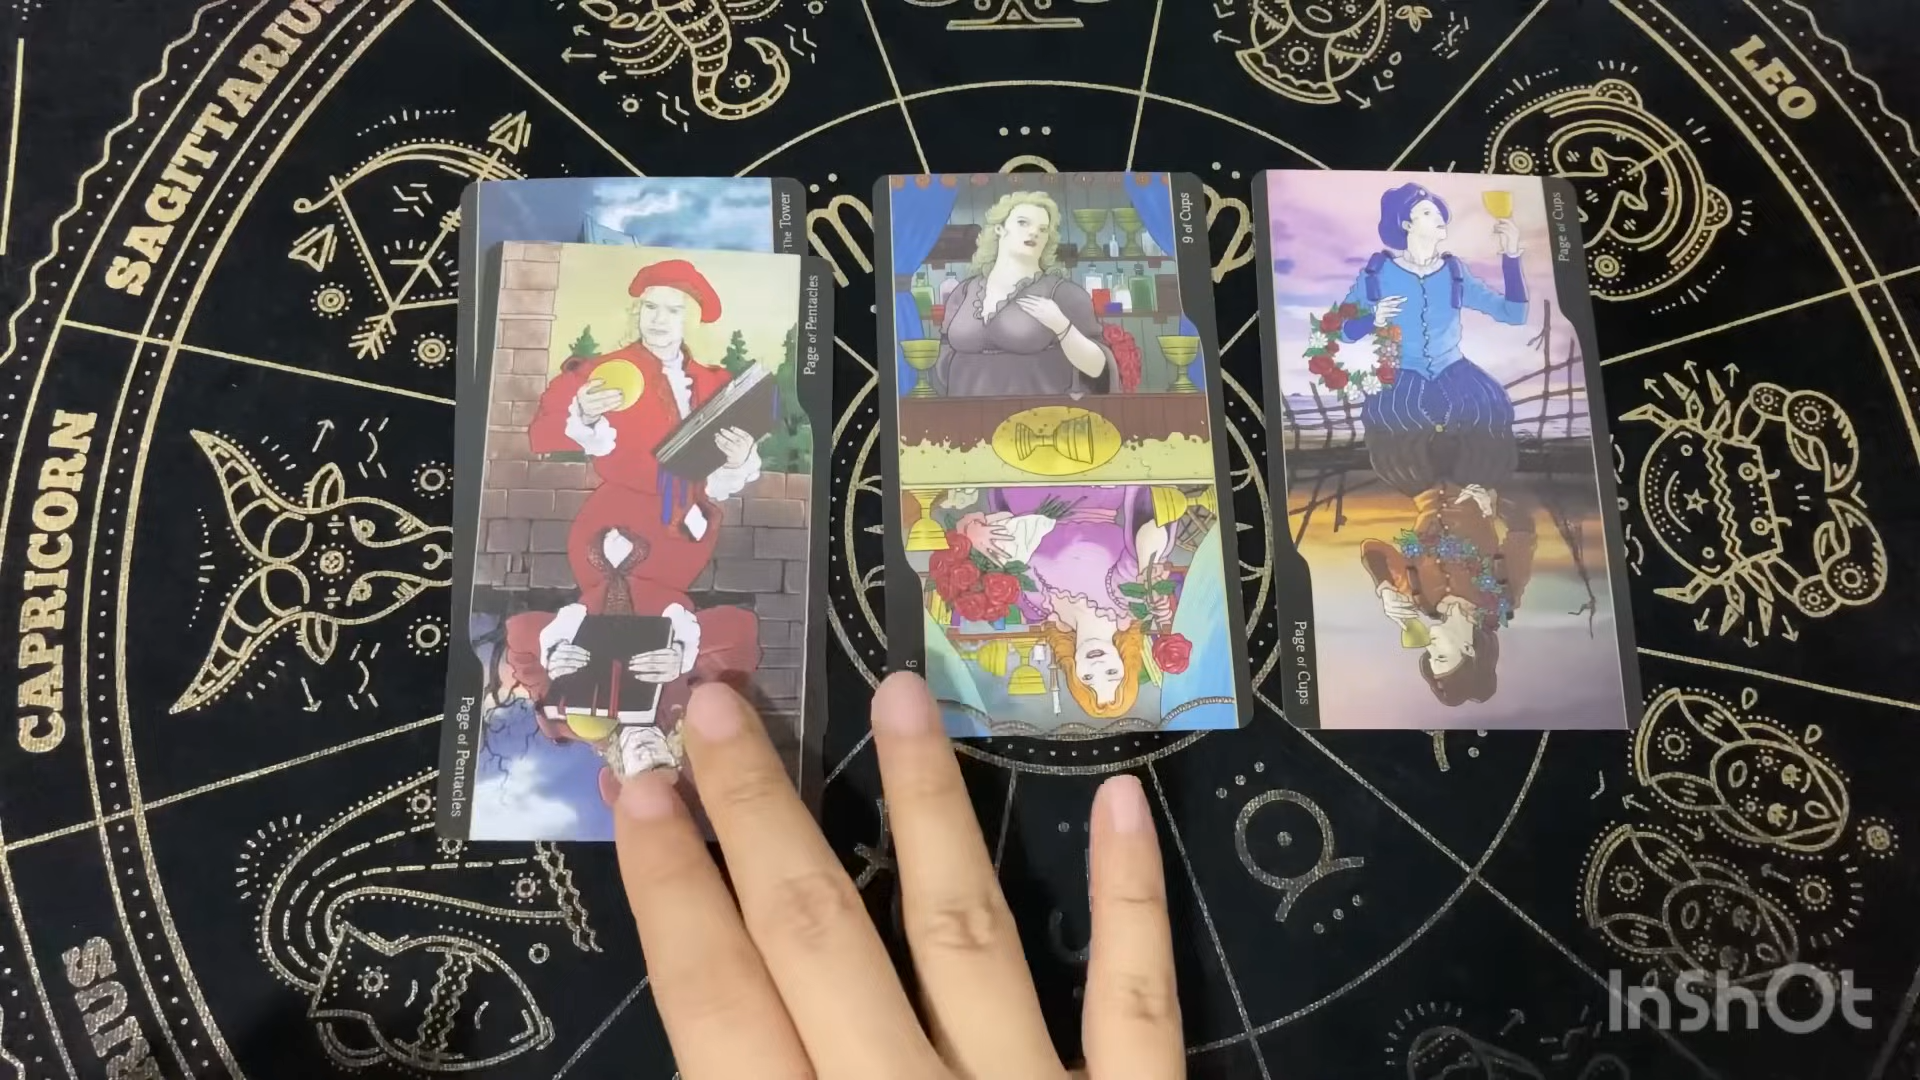 SAGITTARIUS
LEO
CAPRICORN
The Tower
Page of Pentacles
Page of Pentacles
9 of Cups
9
Page of Cups
Page of Cups
InShOt